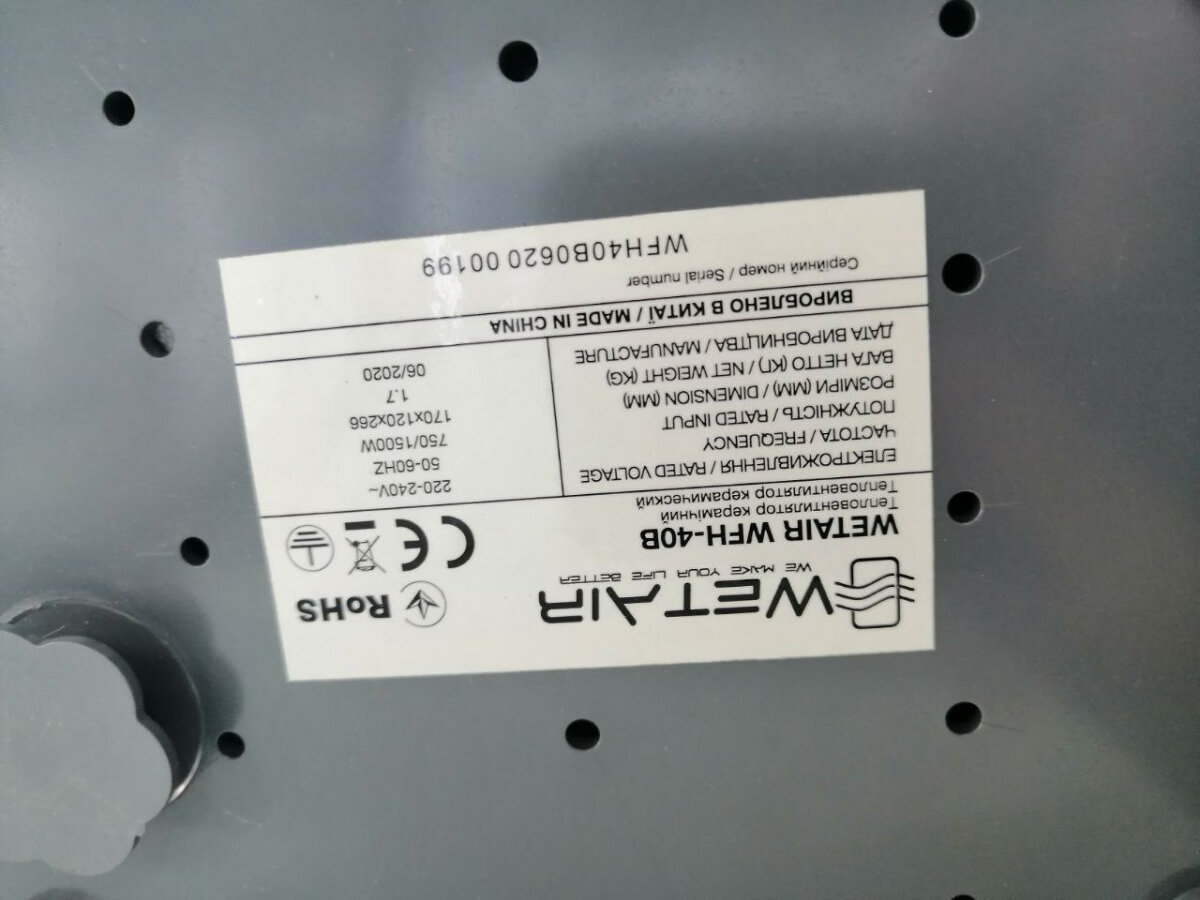 WETAIR
WE MAKE YOUR LIFE BETTER
RoHS
WETAIR WFH-40B
Тепловентилятор керамічний
Тепловентилятор керамический
CE
ЕЛЕКТРОЖИВЛЕННЯ / RATED VOLTAGE 220-240V~
ЧАСТОТА / FREQUENCY 50-60HZ
ПОТУЖНІСТЬ / RATED INPUT 750/1500W
РОЗМІРИ (ММ) / DIMENSION (MM) 170x120x266
ВАГА НЕТТО (КГ) / NET WEIGHT (KG) 1.7
ДАТА ВИРОБНИЦТВА / MANUFACTURE 06/2020
ВИРОБЛЕНО В КИТАЇ / MADE IN CHINA
Серійний номер / Serial number
WFH40B0620 00199